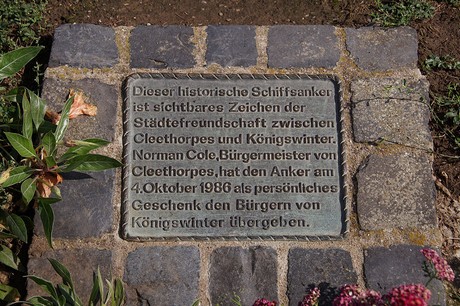 Dieser historische Schiffsanker
ist sichtbares Zeichen der
Städtefreundschaft zwischen
Cleethorpes und Königswinter.
Norman Cole, Bürgermeister von
Cleethorpes, hat den Anker am
4. Oktober 1986 als persönliches
Geschenk den Bürgern von
Königswinter übergeben.